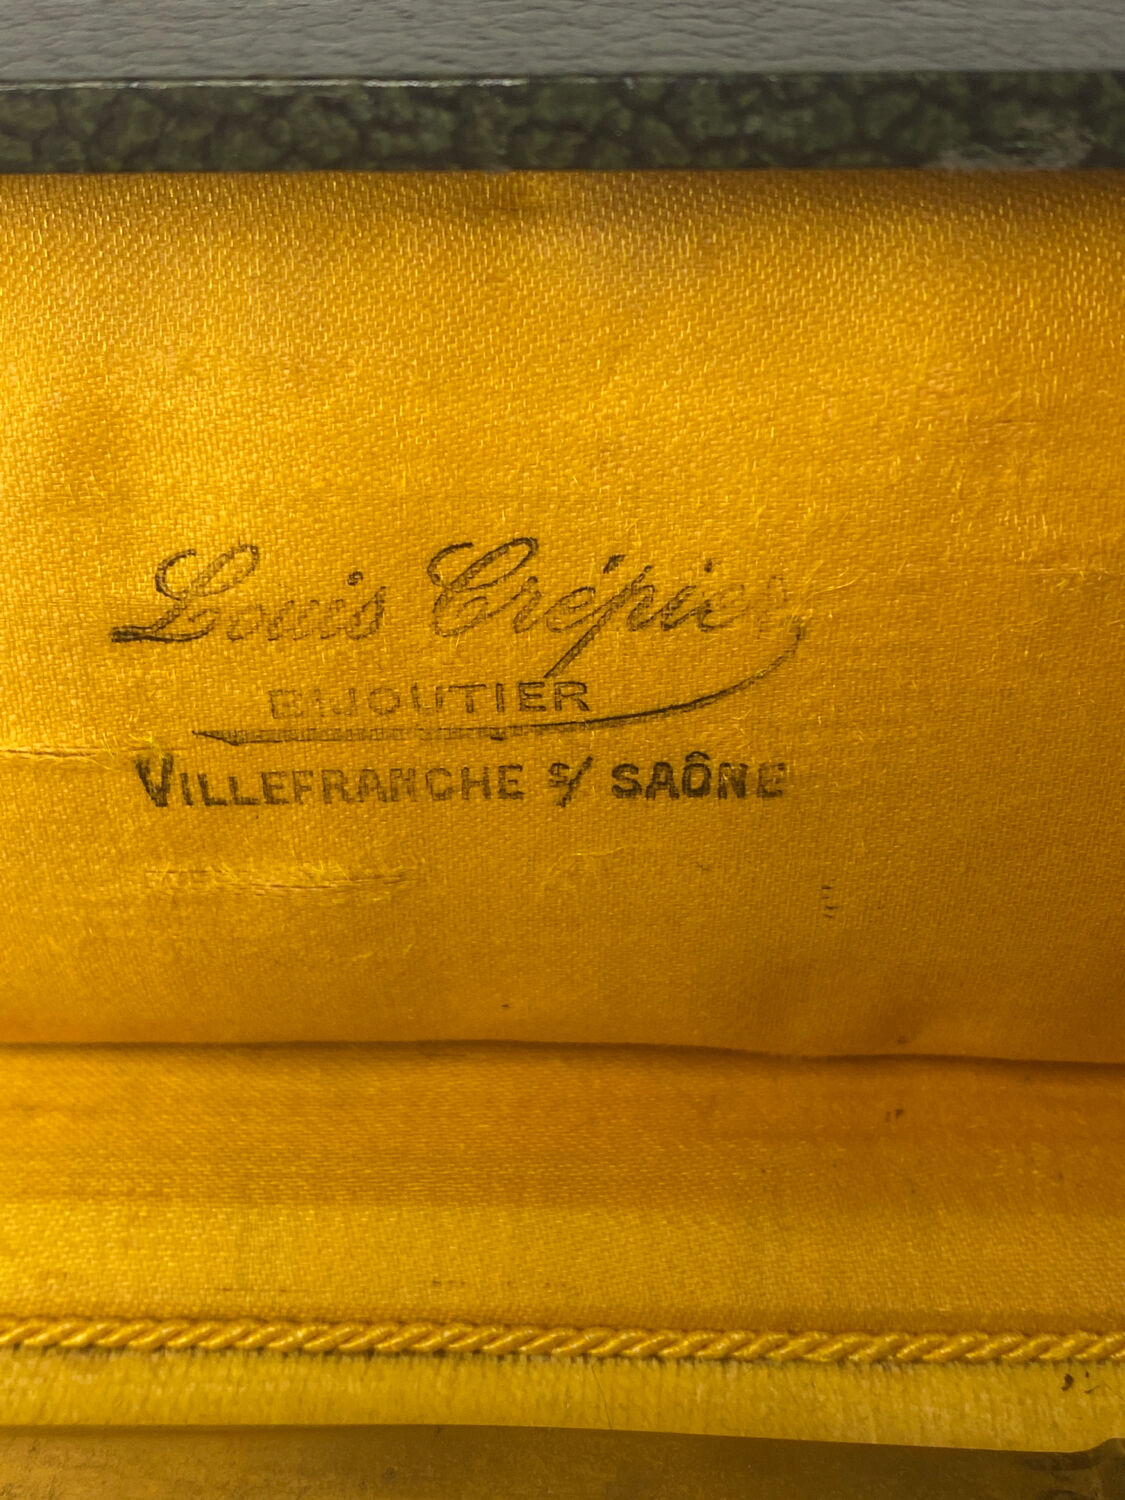 Louis Crépier
BIJOUTIER
VILLEFRANCHE s/ SAÔNE